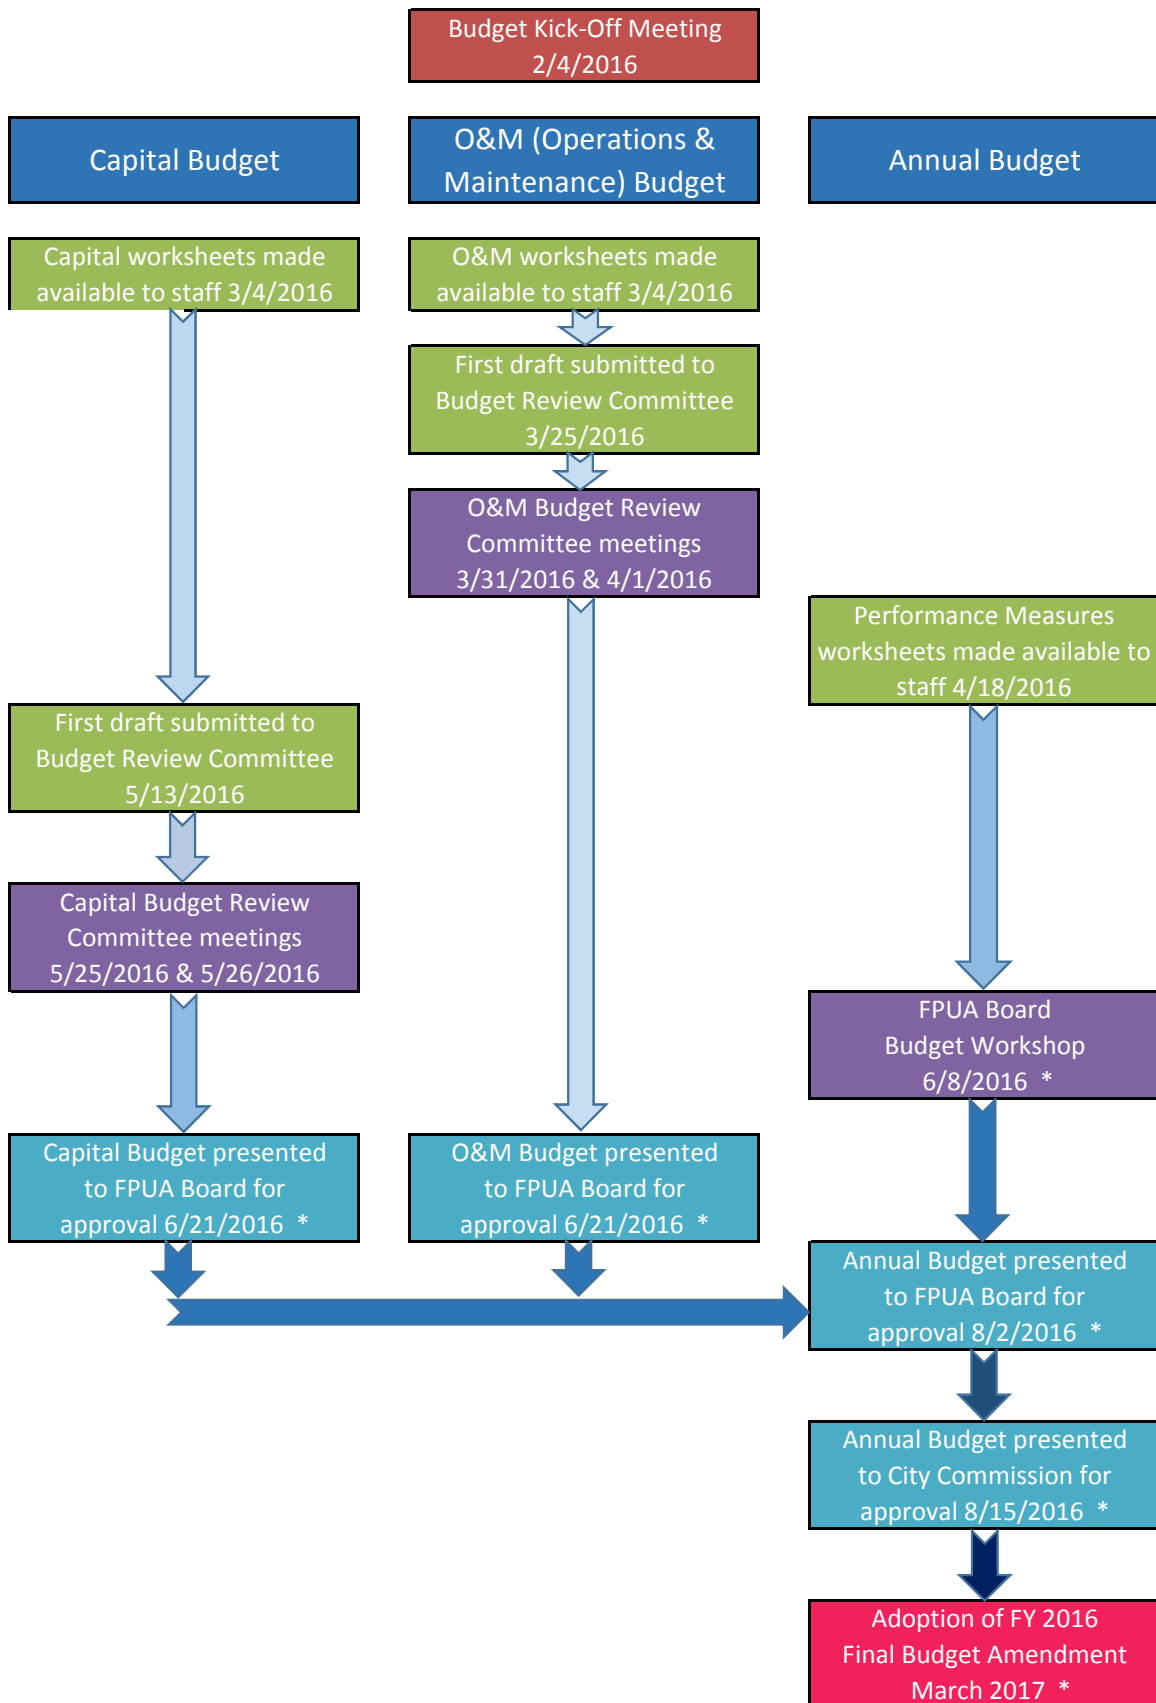 Budget Kick-Off Meeting
2/4/2016
Capital Budget
O&M (Operations &
Maintenance) Budget
Annual Budget
Capital worksheets made
available to staff 3/4/2016
O&M worksheets made
available to staff 3/4/2016
First draft submitted to
Budget Review Committee
3/25/2016
O&M Budget Review
Committee meetings
3/31/2016 & 4/1/2016
Performance Measures
worksheets made available to
staff 4/18/2016
First draft submitted to
Budget Review Committee
5/13/2016
Capital Budget Review
Committee meetings
5/25/2016 & 5/26/2016
FPUA Board
Budget Workshop
6/8/2016 *
Capital Budget presented
to FPUA Board for
approval 6/21/2016 *
O&M Budget presented
to FPUA Board for
approval 6/21/2016 *
Annual Budget presented
to FPUA Board for
approval 8/2/2016 *
Annual Budget presented
to City Commission for
approval 8/15/2016 *
Adoption of FY 2016
Final Budget Amendment
March 2017 *